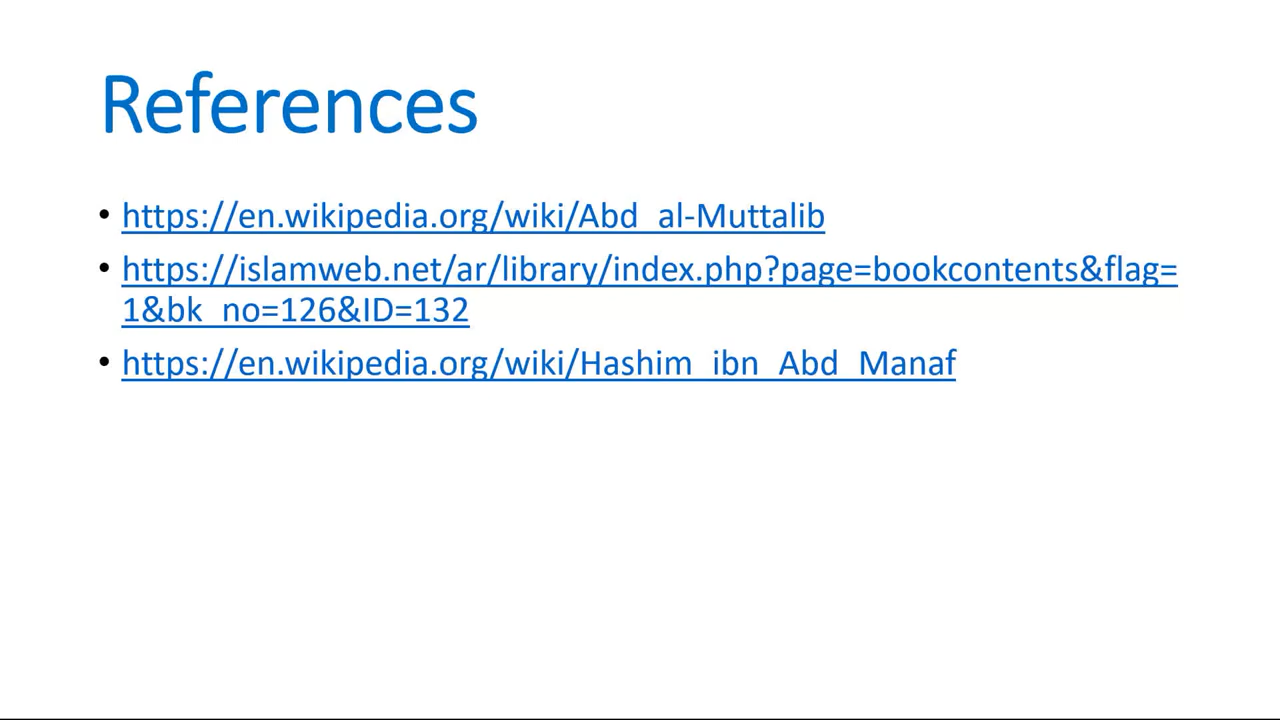 References
• https://en.wikipedia.org/wiki/Abd_al-Muttalib
• https://islamweb.net/ar/library/index.php?page=bookcontents&flag=
1&bk_no=126&ID=132
• https://en.wikipedia.org/wiki/Hashim_ibn_Abd_Manaf